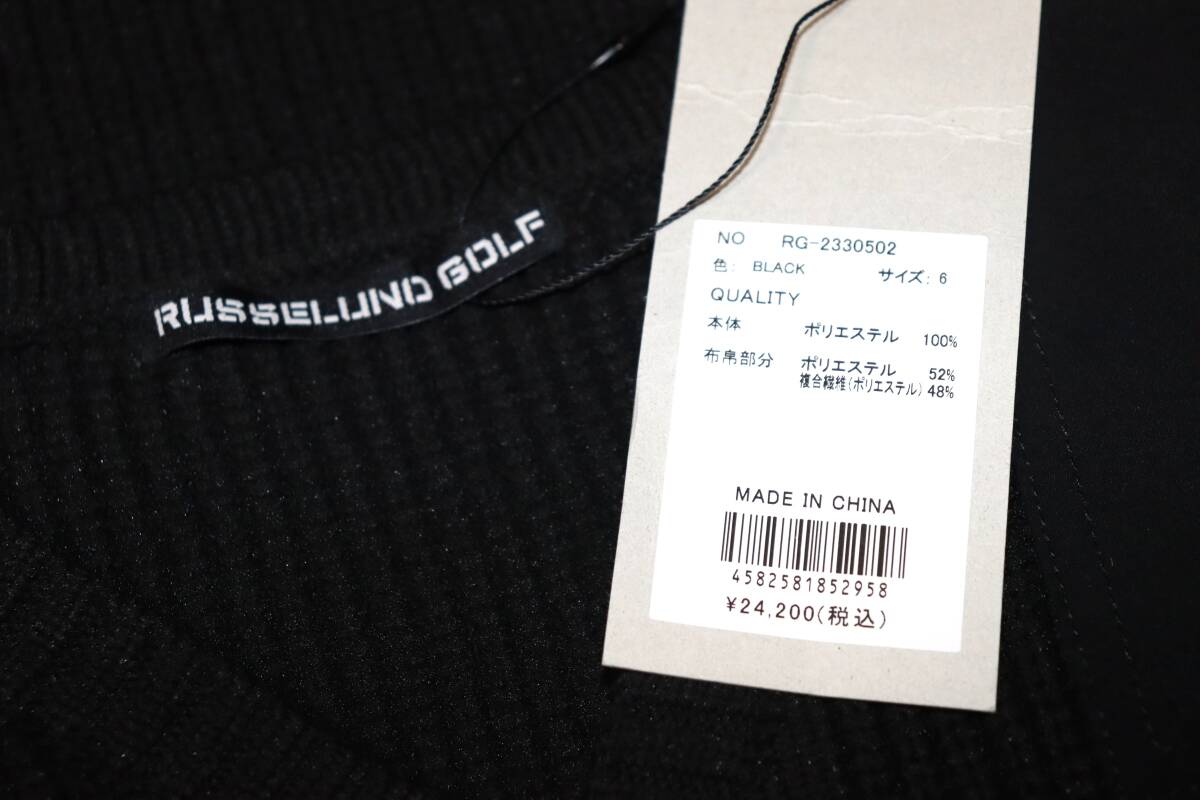 RUSSELUNO GOLF
NO RG-2330502
色: BLACK サイズ: 6
QUALITY
本体 ポリエステル 100%
布帛部分 ポリエステル 52%
複合繊維(ポリエステル) 48%
MADE IN CHINA
4582581852958
¥24,200(税込)